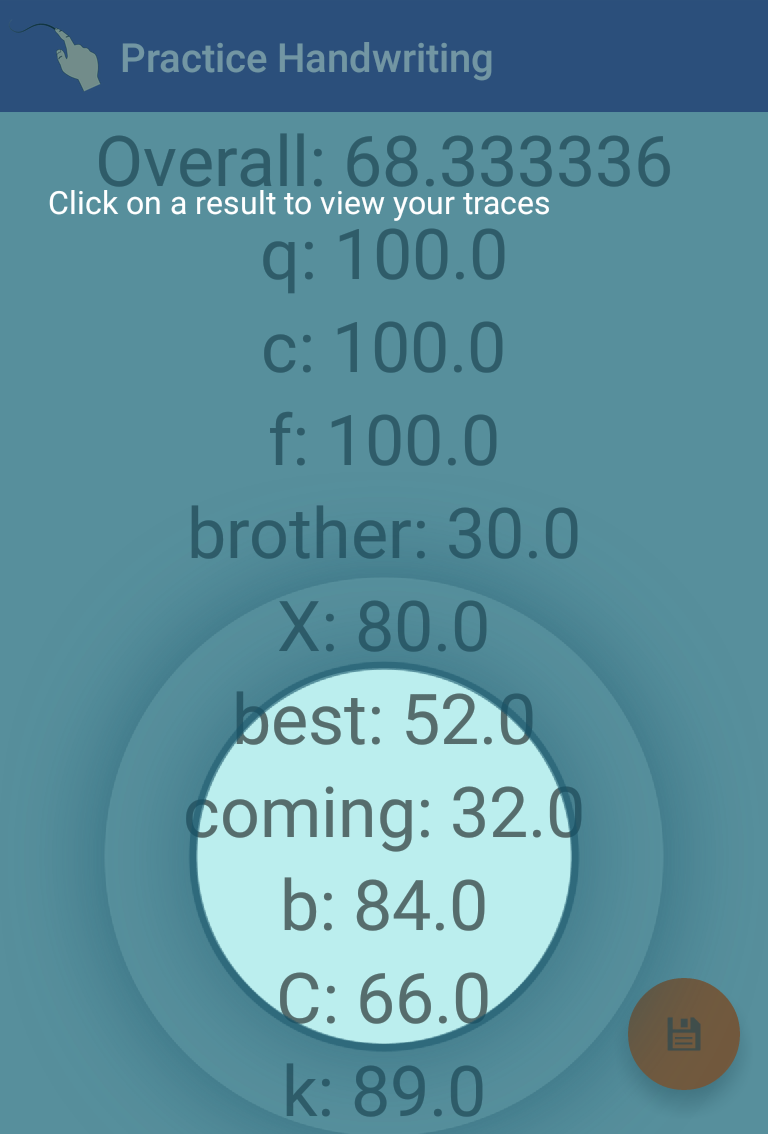 Practice Handwriting
Overall: 68.333336
Click on a result to view your traces
q: 100.0
c: 100.0
f: 100.0
brother: 30.0
X: 80.0
best: 52.0
coming: 32.0
b: 84.0
C: 66.0
k: 89.0